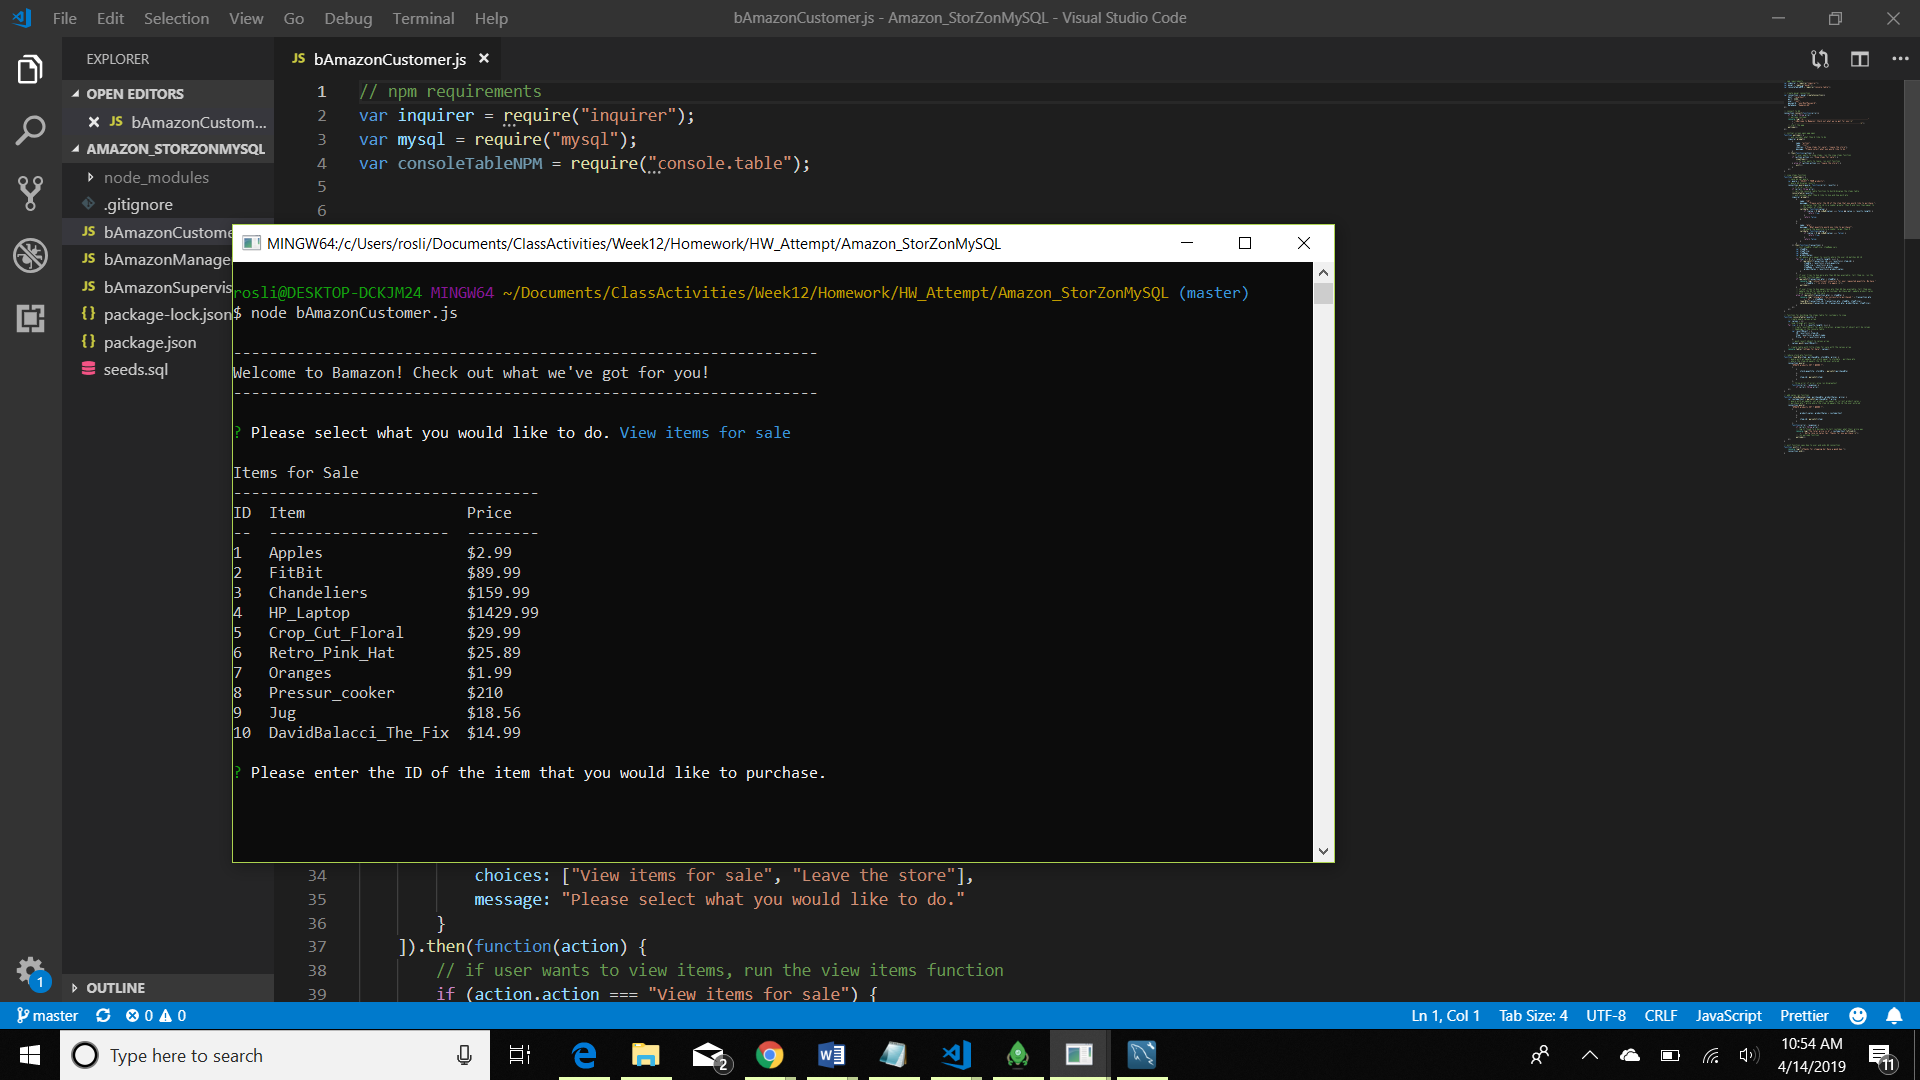 File Edit Selection View Go Debug Terminal Help
bAmazonCustomer.js - Amazon_StorZonMySQL - Visual Studio Code
EXPLORER
OPEN EDITORS
JS bAmazonCustom...
AMAZON_STORZONMYSQL
node_modules
.gitignore
JS bAmazonCustome
JS bAmazonManage
JS bAmazonSupervis
{} package-lock.json
{} package.json
seeds.sql
OUTLINE
JS bAmazonCustomer.js
1 // npm requirements
2 var inquirer = require("inquirer");
3 var mysql = require("mysql");
4 var consoleTableNPM = require("console.table");
5
6
MINGW64:/c/Users/rosli/Documents/ClassActivities/Week12/Homework/HW_Attempt/Amazon_StorZonMySQL
rosli@DESKTOP-DCKJM24 MINGW64 ~/Documents/ClassActivities/Week12/Homework/HW_Attempt/Amazon_StorZonMySQL (master)
$ node bAmazonCustomer.js
-----------------------------------------------------------------
Welcome to Bamazon! Check out what we've got for you!
-----------------------------------------------------------------
? Please select what you would like to do. View items for sale
Items for Sale
----------------------------------
ID Item Price
-- -------------------- --------
1 Apples $2.99
2 FitBit $89.99
3 Chandeliers $159.99
4 HP_Laptop $1429.99
5 Crop_Cut_Floral $29.99
6 Retro_Pink_Hat $25.89
7 Oranges $1.99
8 Pressur_cooker $210
9 Jug $18.56
10 DavidBalacci_The_Fix $14.99
? Please enter the ID of the item that you would like to purchase.
34 choices: ["View items for sale", "Leave the store"],
35 message: "Please select what you would like to do."
36 }
37 ]).then(function(action) {
38 // if user wants to view items, run the view items function
39 if (action.action === "View items for sale") {
1
master 0 0
Ln 1, Col 1 Tab Size: 4 UTF-8 CRLF JavaScript Prettier
Type here to search
2
10:54 AM
4/14/2019
11